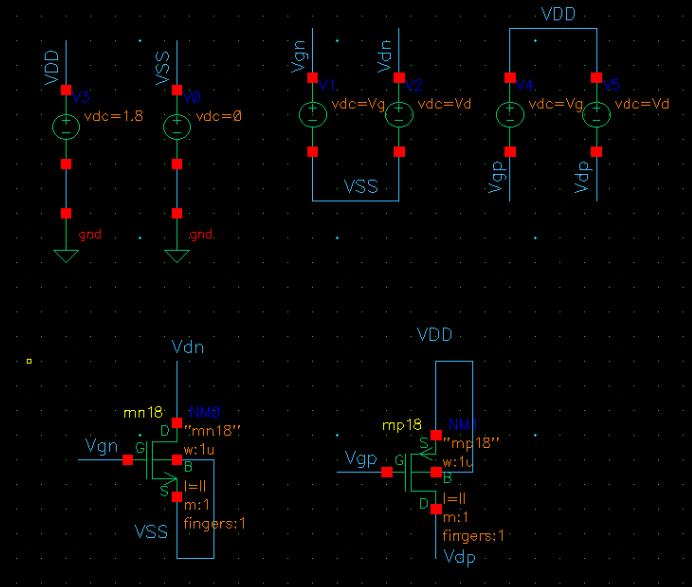 VDD
VDD
VSS
Vgn
Vdn
V3
V0
V1
V2
V4
V5
vdc=1.8
vdc=0
vdc=Vg
vdc=Vd
vdc=Vg
vdc=Vd
VSS
Vgp
Vdp
gnd
gnd
Vdn
mn18
NM0
D
"mn18"
Vgn
G
w:1u
B
S
l=ll
m:1
VSS
fingers:1
VDD
mp18
S
"mp18"
Vgp
G
w:1u
B
D
l=ll
m:1
fingers:1
Vdp